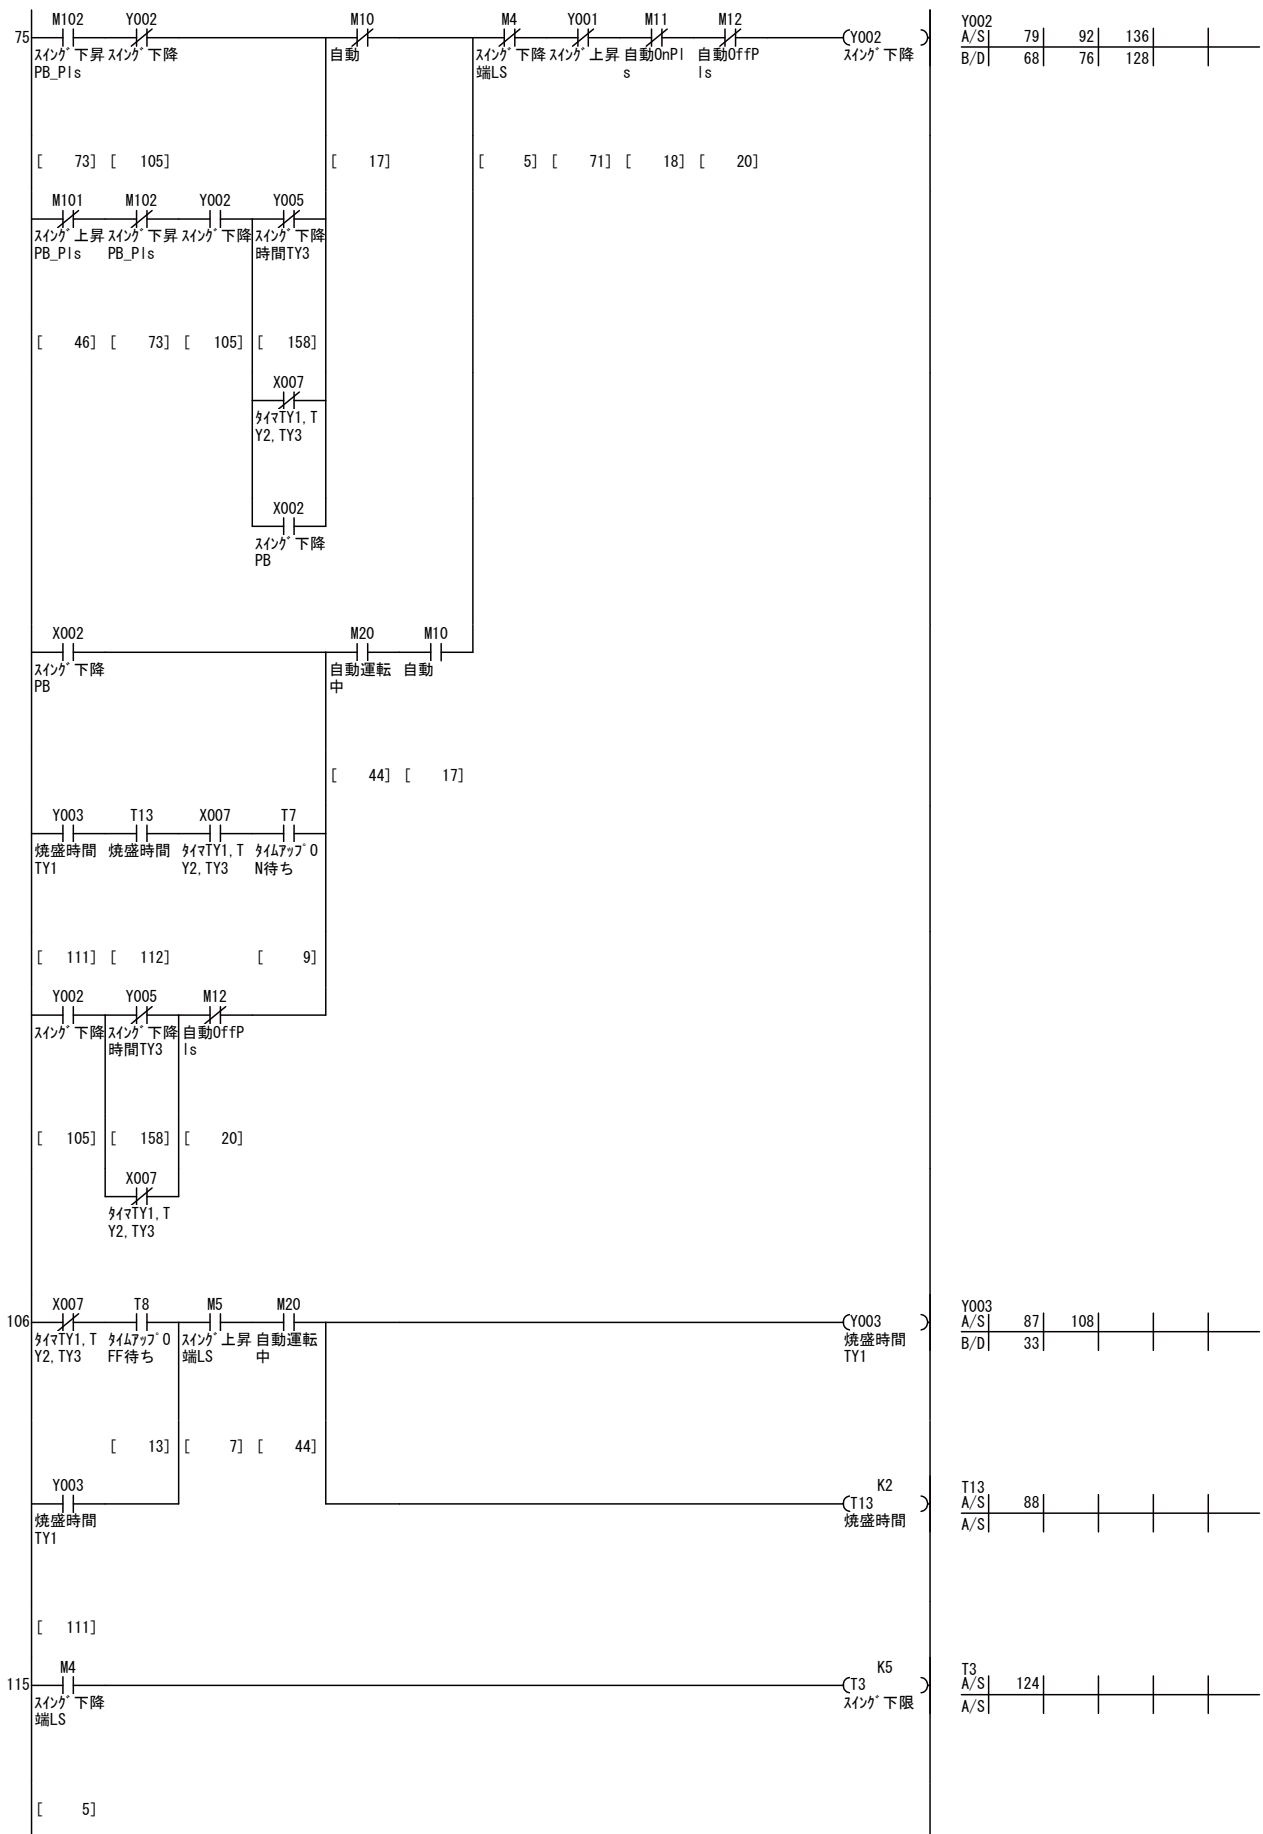 M102 Y002 M10 M4 Y001 M11 M12 Y002
75 (Y002 ) A/S 79 92 136
ｽｲﾝｸﾞ下昇 ｽｲﾝｸﾞ下降 自動 ｽｲﾝｸﾞ下降 ｽｲﾝｸﾞ上昇 自動OnPl 自動OffP ｽｲﾝｸﾞ下降 B/D 68 76 128
PB_Pls 端LS s ls
[ 73] [ 105] [ 17] [ 5] [ 71] [ 18] [ 20]
M101 M102 Y002 Y005
ｽｲﾝｸﾞ上昇 ｽｲﾝｸﾞ下昇 ｽｲﾝｸﾞ下降 ｽｲﾝｸﾞ下降
PB_Pls PB_Pls 時間TY3
[ 46] [ 73] [ 105] [ 158]
X007
ﾀｲﾏTY1,T
Y2,TY3
X002
ｽｲﾝｸﾞ下降
PB
X002 M20 M10
ｽｲﾝｸﾞ下降 自動運転 自動
PB 中
[ 44] [ 17]
Y003 T13 X007 T7
焼盛時間 焼盛時間 ﾀｲﾏTY1,T ﾀｲﾑｱｯﾌﾟO
TY1 Y2,TY3 N待ち
[ 111] [ 112] [ 9]
Y002 Y005 M12
ｽｲﾝｸﾞ下降 ｽｲﾝｸﾞ下降 自動OffP
時間TY3 ls
[ 105] [ 158] [ 20]
X007
ﾀｲﾏTY1,T
Y2,TY3
X007 T8 M5 M20 Y003
106 (Y003 ) A/S 87 108
ﾀｲﾏTY1,T ﾀｲﾑｱｯﾌﾟO ｽｲﾝｸﾞ上昇 自動運転 焼盛時間 B/D 33
Y2,TY3 FF待ち 端LS 中 TY1
[ 13] [ 7] [ 44]
Y003 K2 T13
(T13 ) A/S 88
焼盛時間 焼盛時間 A/S
TY1
[ 111]
M4 K5 T3
115 (T3 ) A/S 124
ｽｲﾝｸﾞ下降 ｽｲﾝｸﾞ下限 A/S
端LS
[ 5]